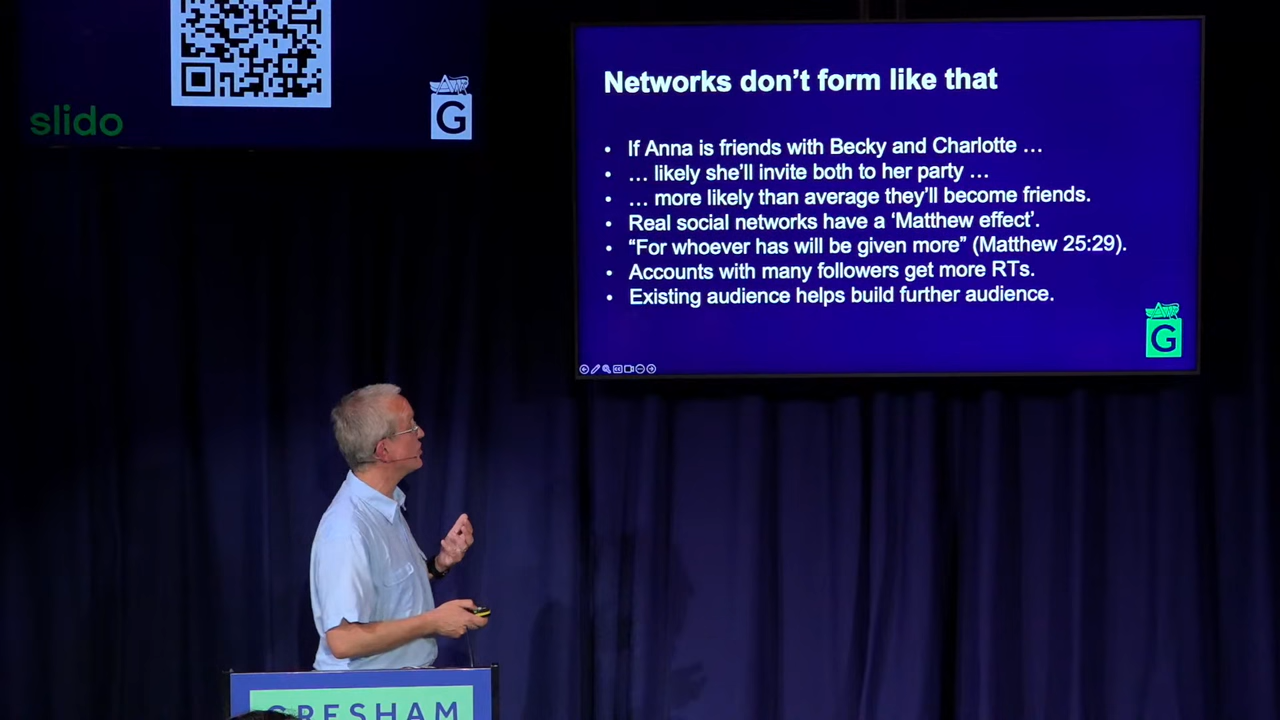 slido
G
Networks don’t form like that
• If Anna is friends with Becky and Charlotte …
• … likely she’ll invite both to her party …
• … more likely than average they’ll become friends.
• Real social networks have a ‘Matthew effect’.
• “For whoever has will be given more” (Matthew 25:29).
• Accounts with many followers get more RTs.
• Existing audience helps build further audience.
G
GRESHAM